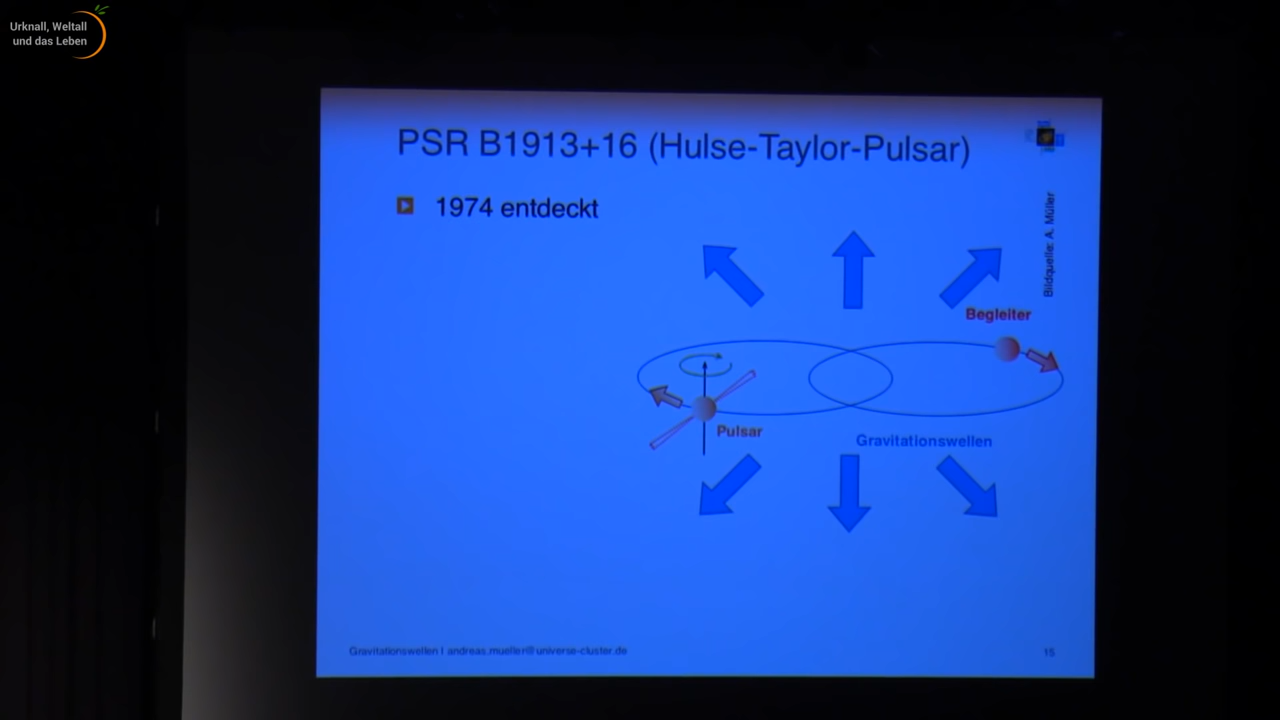 Urknall, Weltall
und das Leben
PSR B1913+16 (Hulse-Taylor-Pulsar)
1974 entdeckt
Bildquelle: A. Müller
Begleiter
Pulsar
Gravitationswellen
Gravitationswellen I andreas.mueller@universe-cluster.de
15